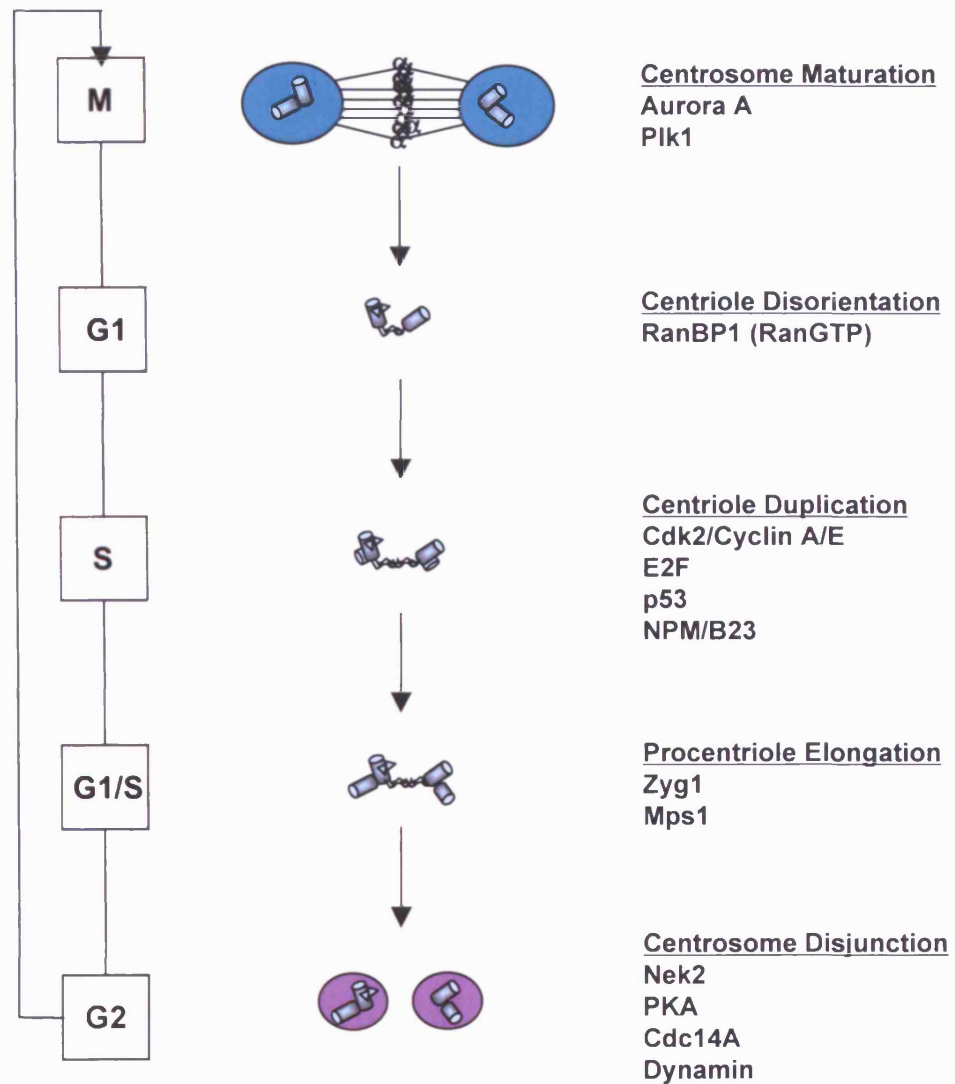 M
Centrosome Maturation
Aurora A
Plk1
G1
Centriole Disorientation
RanBP1 (RanGTP)
S
Centriole Duplication
Cdk2/Cyclin A/E
E2F
p53
NPM/B23
G1/S
Procentriole Elongation
Zyg1
Mps1
G2
Centrosome Disjunction
Nek2
PKA
Cdc14A
Dynamin